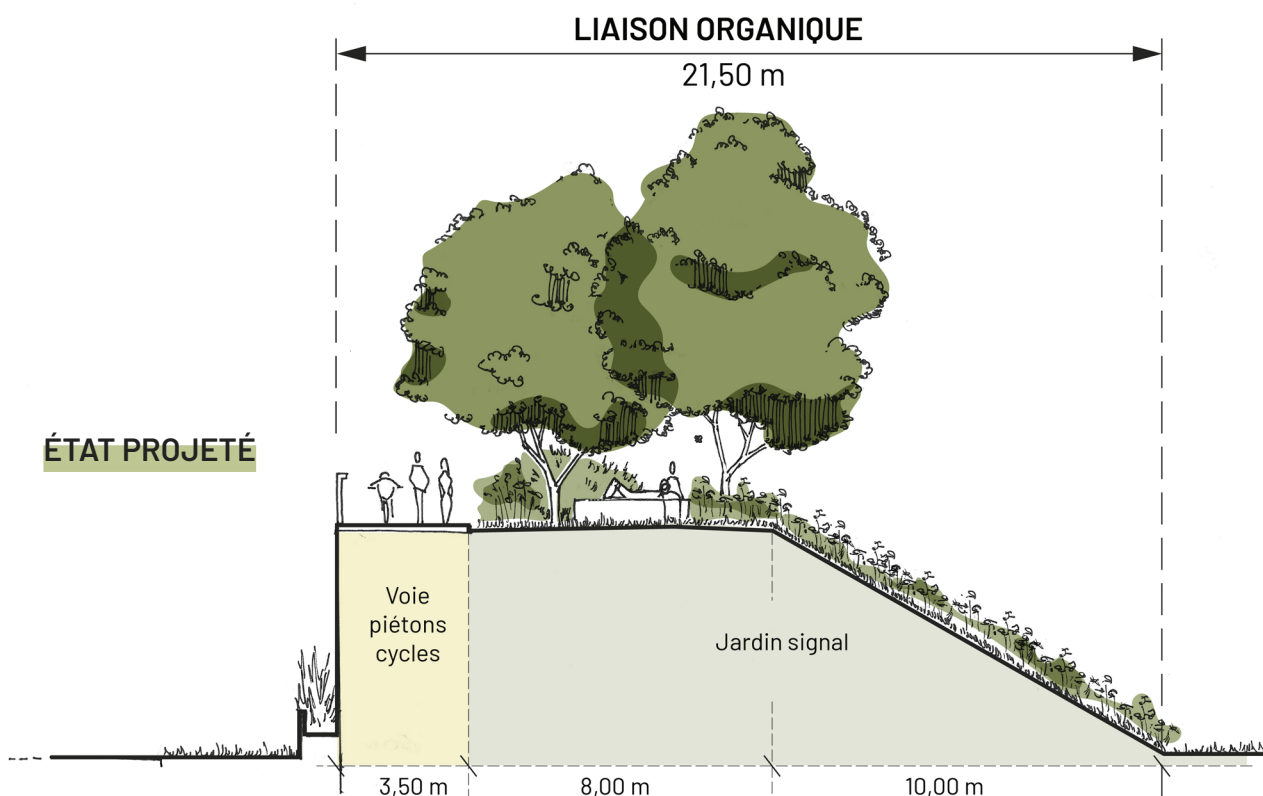 LIAISON ORGANIQUE
21,50 m
ÉTAT PROJETÉ
Voie
piétons
cycles
Jardin signal
3,50 m
8,00 m
10,00 m